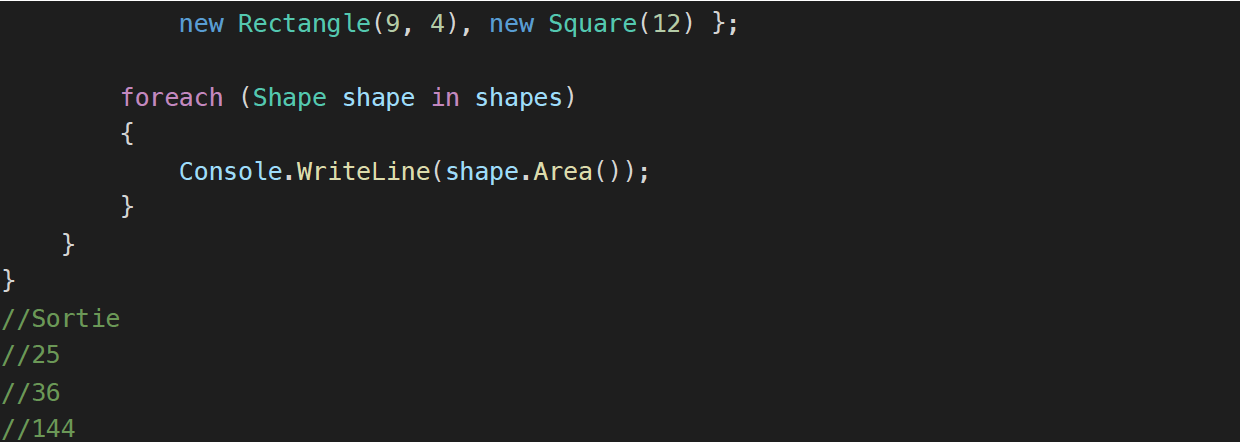 new Rectangle(9, 4), new Square(12) };
foreach (Shape shape in shapes)
{
Console.WriteLine(shape.Area());
}
}
}
//Sortie
//25
//36
//144